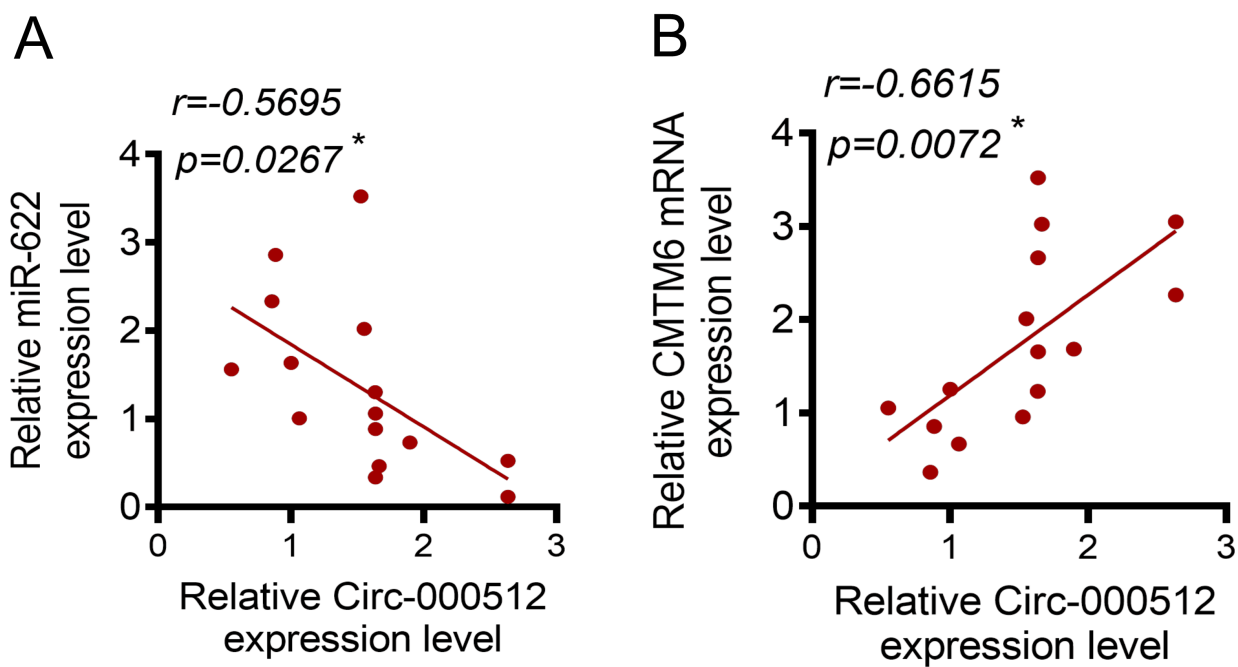 A
r=-0.5695
p=0.0267 *
Relative miR-622
expression level
4
3
2
1
0
0 1 2 3
Relative Circ-000512
expression level
B
r=-0.6615
p=0.0072 *
Relative CMTM6 mRNA
expression level
4
3
2
1
0
0 1 2 3
Relative Circ-000512
expression level